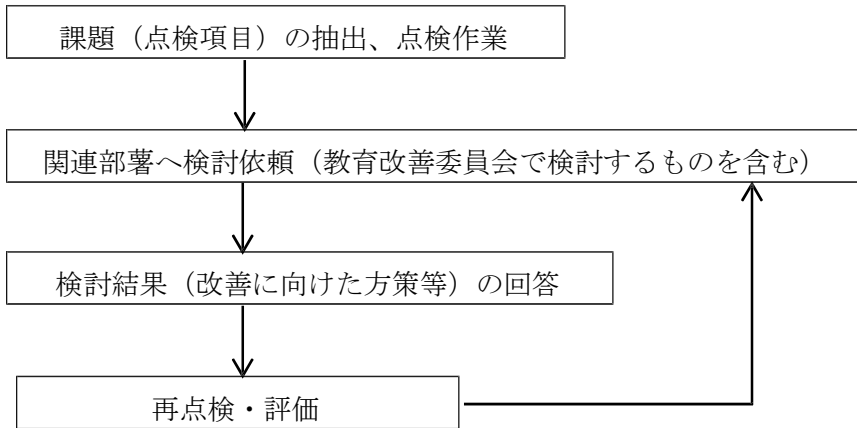 課題（点検項目）の抽出、点検作業
関連部署へ検討依頼（教育改善委員会で検討するものを含む）
検討結果（改善に向けた方策等）の回答
再点検・評価